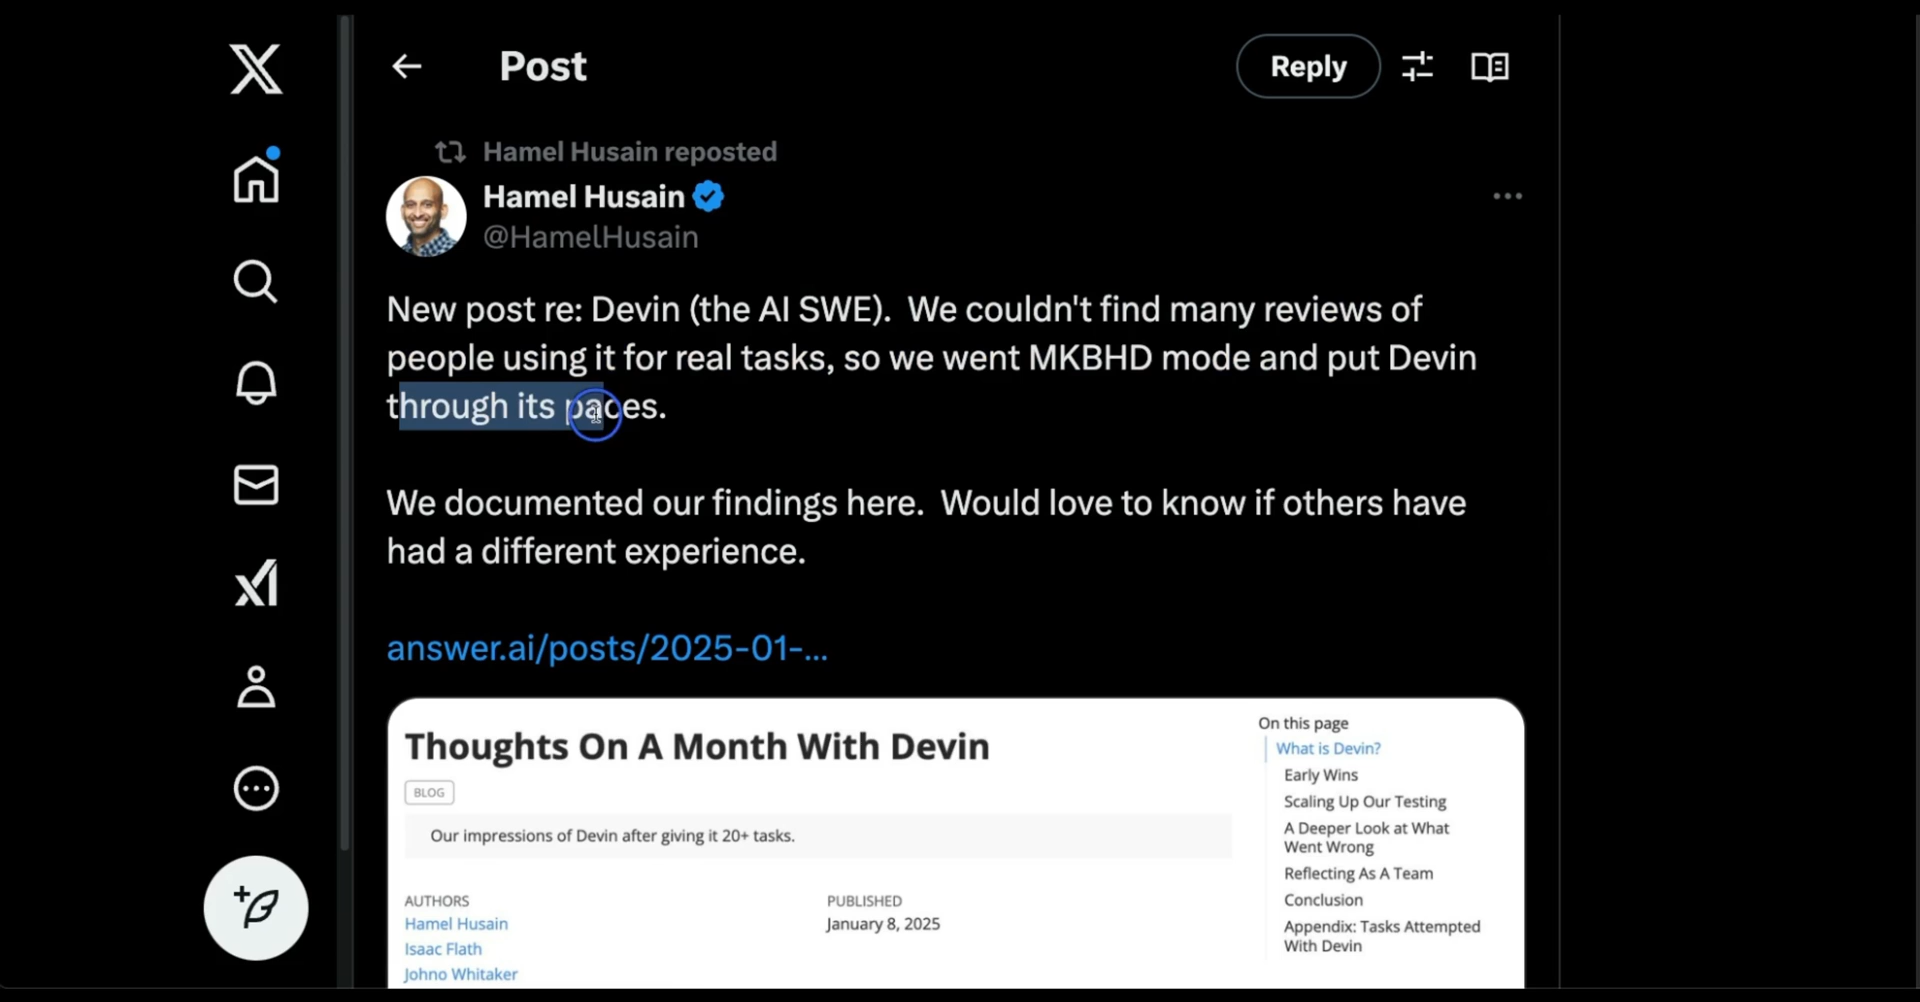 Post
Reply
Hamel Husain reposted
Hamel Husain
@HamelHusain
New post re: Devin (the AI SWE).  We couldn't find many reviews of
people using it for real tasks, so we went MKBHD mode and put Devin
through its paces.
We documented our findings here.  Would love to know if others have
had a different experience.
answer.ai/posts/2025-01-...
Thoughts On A Month With Devin
BLOG
Our impressions of Devin after giving it 20+ tasks.
AUTHORS
Hamel Husain
Isaac Flath
Johno Whitaker
PUBLISHED
January 8, 2025
On this page
What is Devin?
Early Wins
Scaling Up Our Testing
A Deeper Look at What
Went Wrong
Reflecting As A Team
Conclusion
Appendix: Tasks Attempted
With Devin